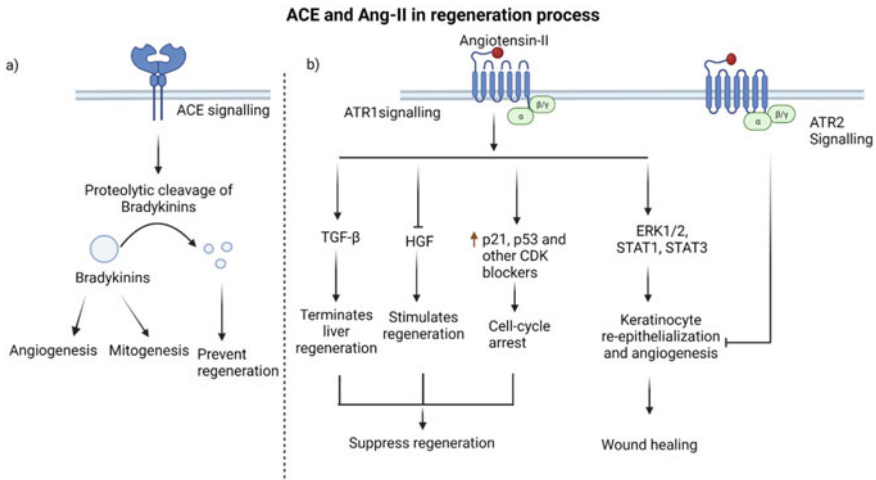 ACE and Ang-II in regeneration process
a)
ACE signalling
Proteolytic cleavage of
Bradykinins
Bradykinins
Angiogenesis
Mitogenesis
Prevent
regeneration
b)
Angiotensin-II
ATR1signalling
α
β/γ
α
β/γ
ATR2
Signalling
TGF-β
HGF
p21, p53 and
other CDK
blockers
ERK1/2,
STAT1, STAT3
Terminates
liver
regeneration
Stimulates
regeneration
Cell-cycle
arrest
Keratinocyte
re-epithelialization
and angiogenesis
Suppress regeneration
Wound healing